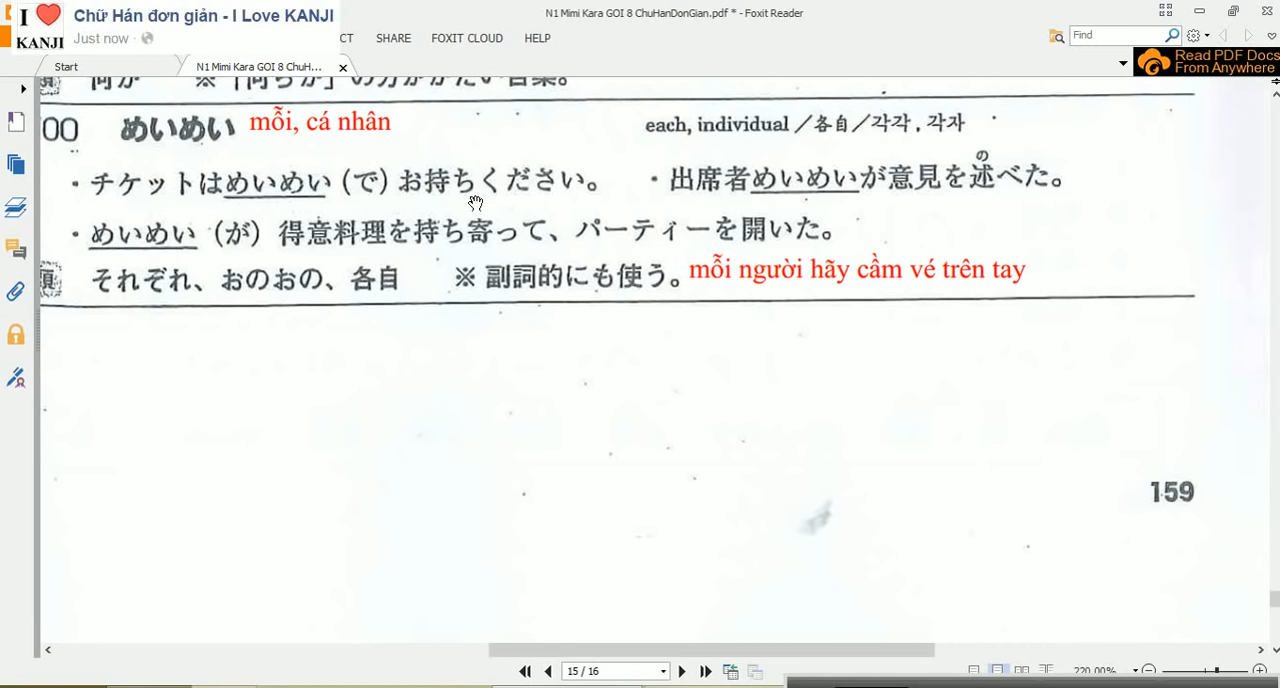 Chữ Hán đơn giản - I Love KANJI
I
KANJI
Just now
N1 Mimi Kara GOI 8 ChuHanDonGian.pdf * - Foxit Reader
CT SHARE FOXIT CLOUD HELP
Find
Start
N1 Mimi Kara GOI 8 ChuH...
Read PDF Docs
From Anywhere
00 めいめい mỗi, cá nhân each, individual／各自／각각, 각자
・チケットはめいめい（で）お持ちください。 ・出席者めいめいが意見を述べた。
の
・めいめい（が）得意料理を持ち寄って、パーティーを開いた。
それぞれ、おのおの、各自 ※ 副詞的にも使う。 mỗi người hãy cầm vé trên tay
159
15 / 16
220.00%